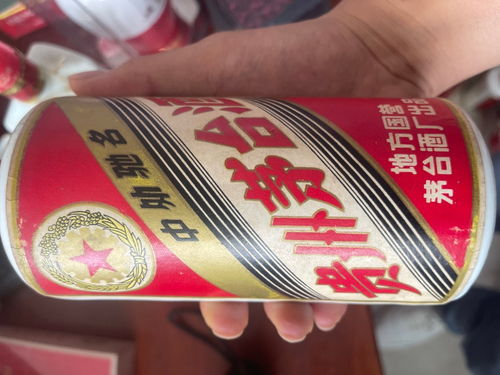 地方国营
茅台酒厂出品
贵州茅台酒
中外驰名